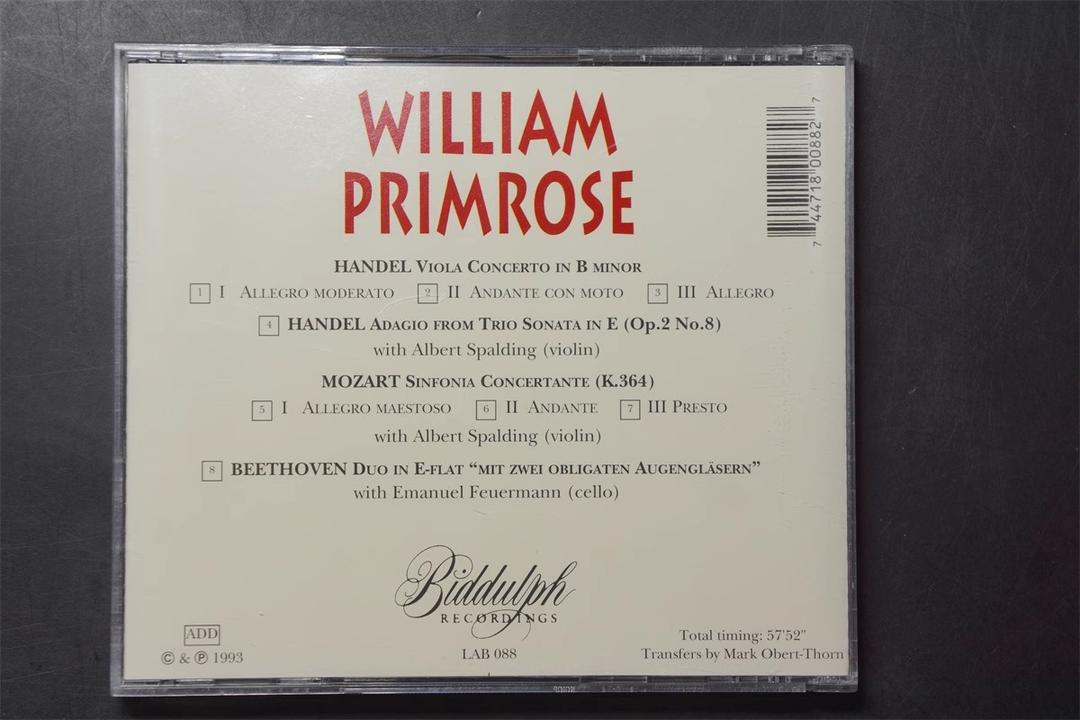 WILLIAM
PRIMROSE
7 44718 00882 7
HANDEL VIOLA CONCERTO IN B MINOR
1 I ALLEGRO MODERATO 2 II ANDANTE CON MOTO 3 III ALLEGRO
4 HANDEL ADAGIO FROM TRIO SONATA IN E (OP.2 NO.8)
with Albert Spalding (violin)
MOZART SINFONIA CONCERTANTE (K.364)
5 I ALLEGRO MAESTOSO 6 II ANDANTE 7 III PRESTO
with Albert Spalding (violin)
8 BEETHOVEN DUO IN E-FLAT “MIT ZWEI OBLIGATEN AUGENGLÄSERN”
with Emanuel Feuermann (cello)
Biddulph
RECORDINGS
LAB 088
ADD
© & ℗ 1993
Total timing: 57'52"
Transfers by Mark Obert-Thorn